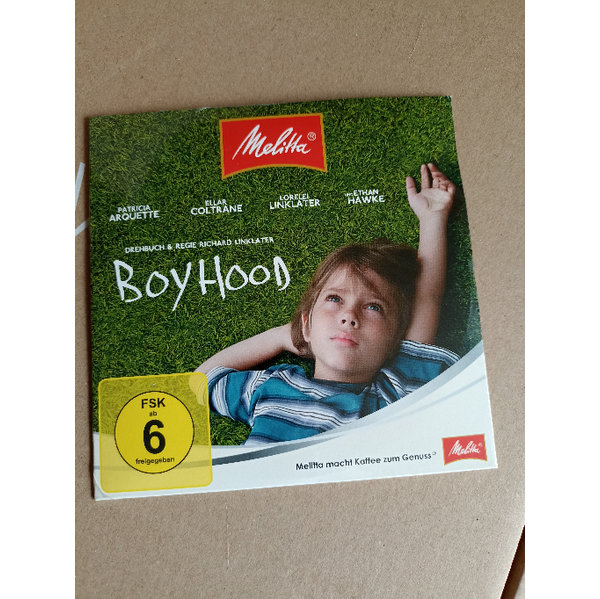 Melitta®
PATRICIA ARQUETTE
ELLAR COLTRANE
LORELEI LINKLATER
UND ETHAN HAWKE
DREHBUCH & REGIE RICHARD LINKLATER
BOYHOOD
FSK
ab
6
freigegeben
Melitta macht Kaffee zum Genuss®
Melitta®